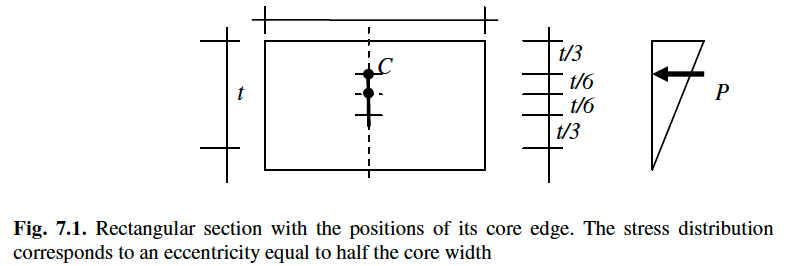 t/3
C
t/6
t
P
t/6
t/3
Fig. 7.1. Rectangular section with the positions of its core edge. The stress distribution
corresponds to an eccentricity equal to half the core width